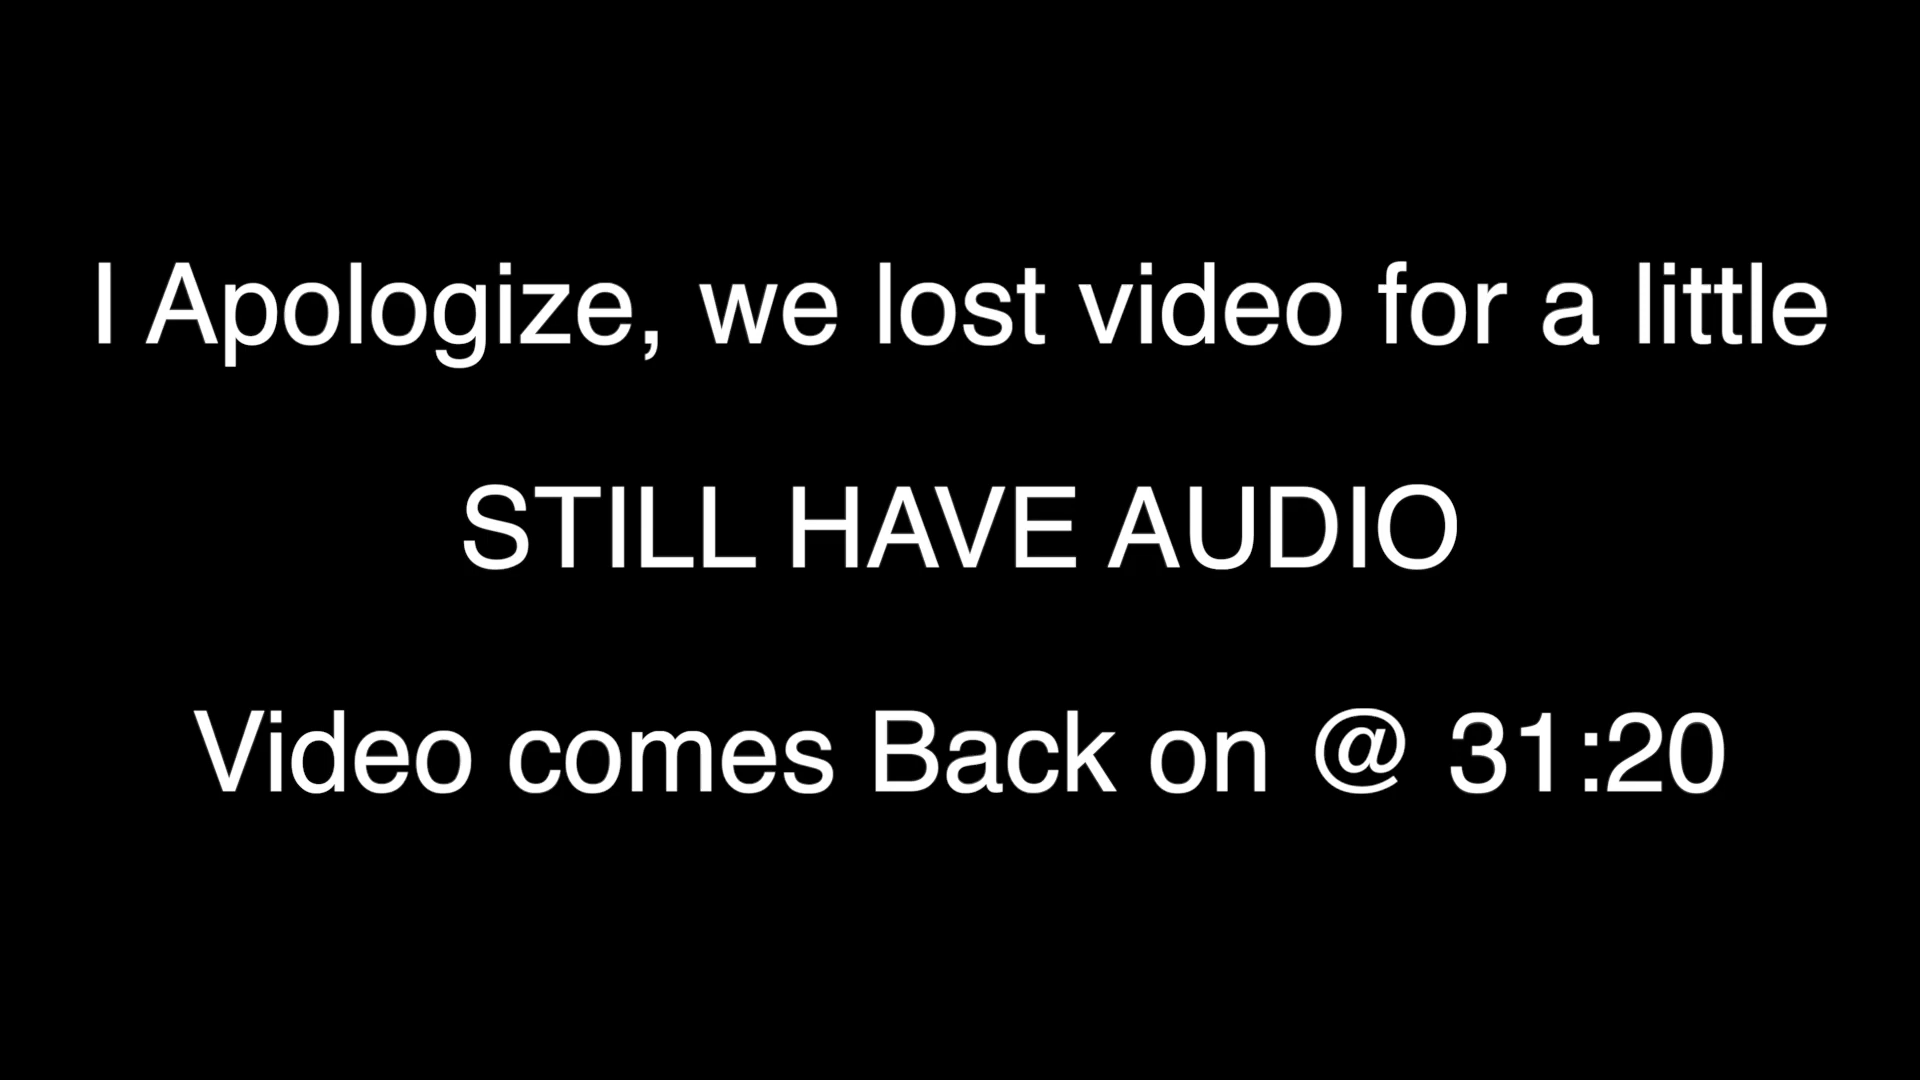 I Apologize, we lost video for a little
STILL HAVE AUDIO
Video comes Back on @ 31:20